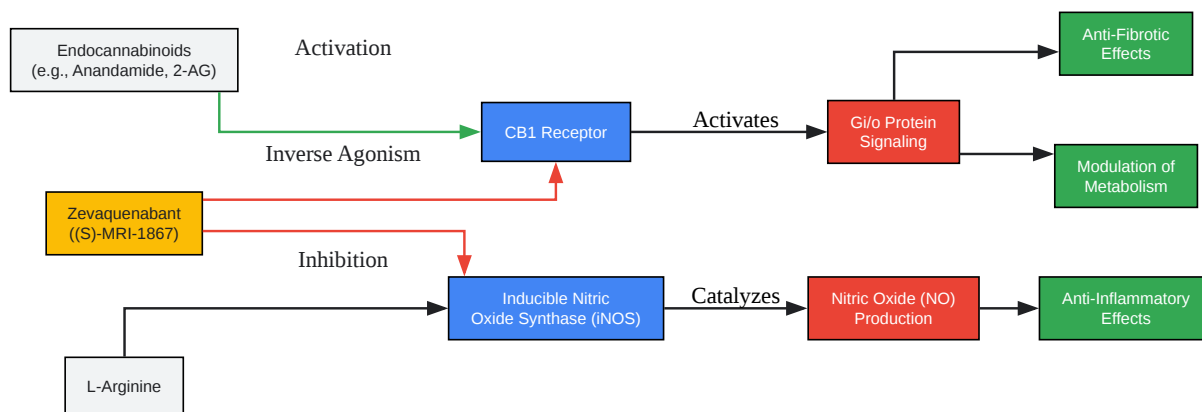 Endocannabinoids
(e.g., Anandamide, 2-AG)
Activation
Anti-Fibrotic
Effects
CB1 Receptor
Activates
Gi/o Protein
Signaling
Inverse Agonism
Modulation of
Metabolism
Zevaquenabant
((S)-MRI-1867)
Inhibition
Inducible Nitric
Oxide Synthase (iNOS)
Catalyzes
Nitric Oxide (NO)
Production
Anti-Inflammatory
Effects
L-Arginine